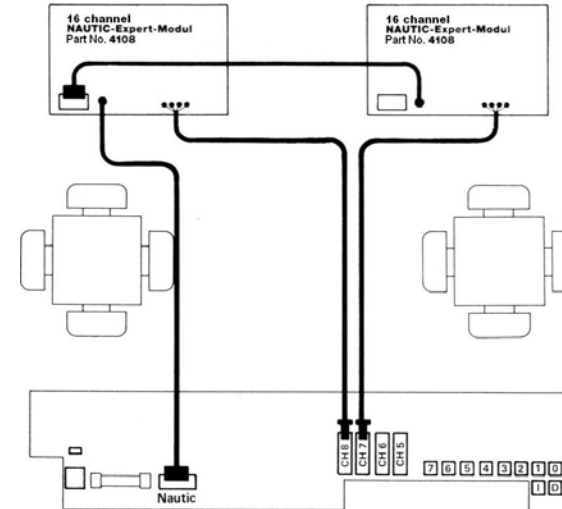 16 channel
NAUTIC-Expert-Modul
Part No. 4108
16 channel
NAUTIC-Expert-Modul
Part No. 4108
CH 8
CH 7
CH 6
CH 5
7 6 5 4 3 2 1 0
I D
Nautic